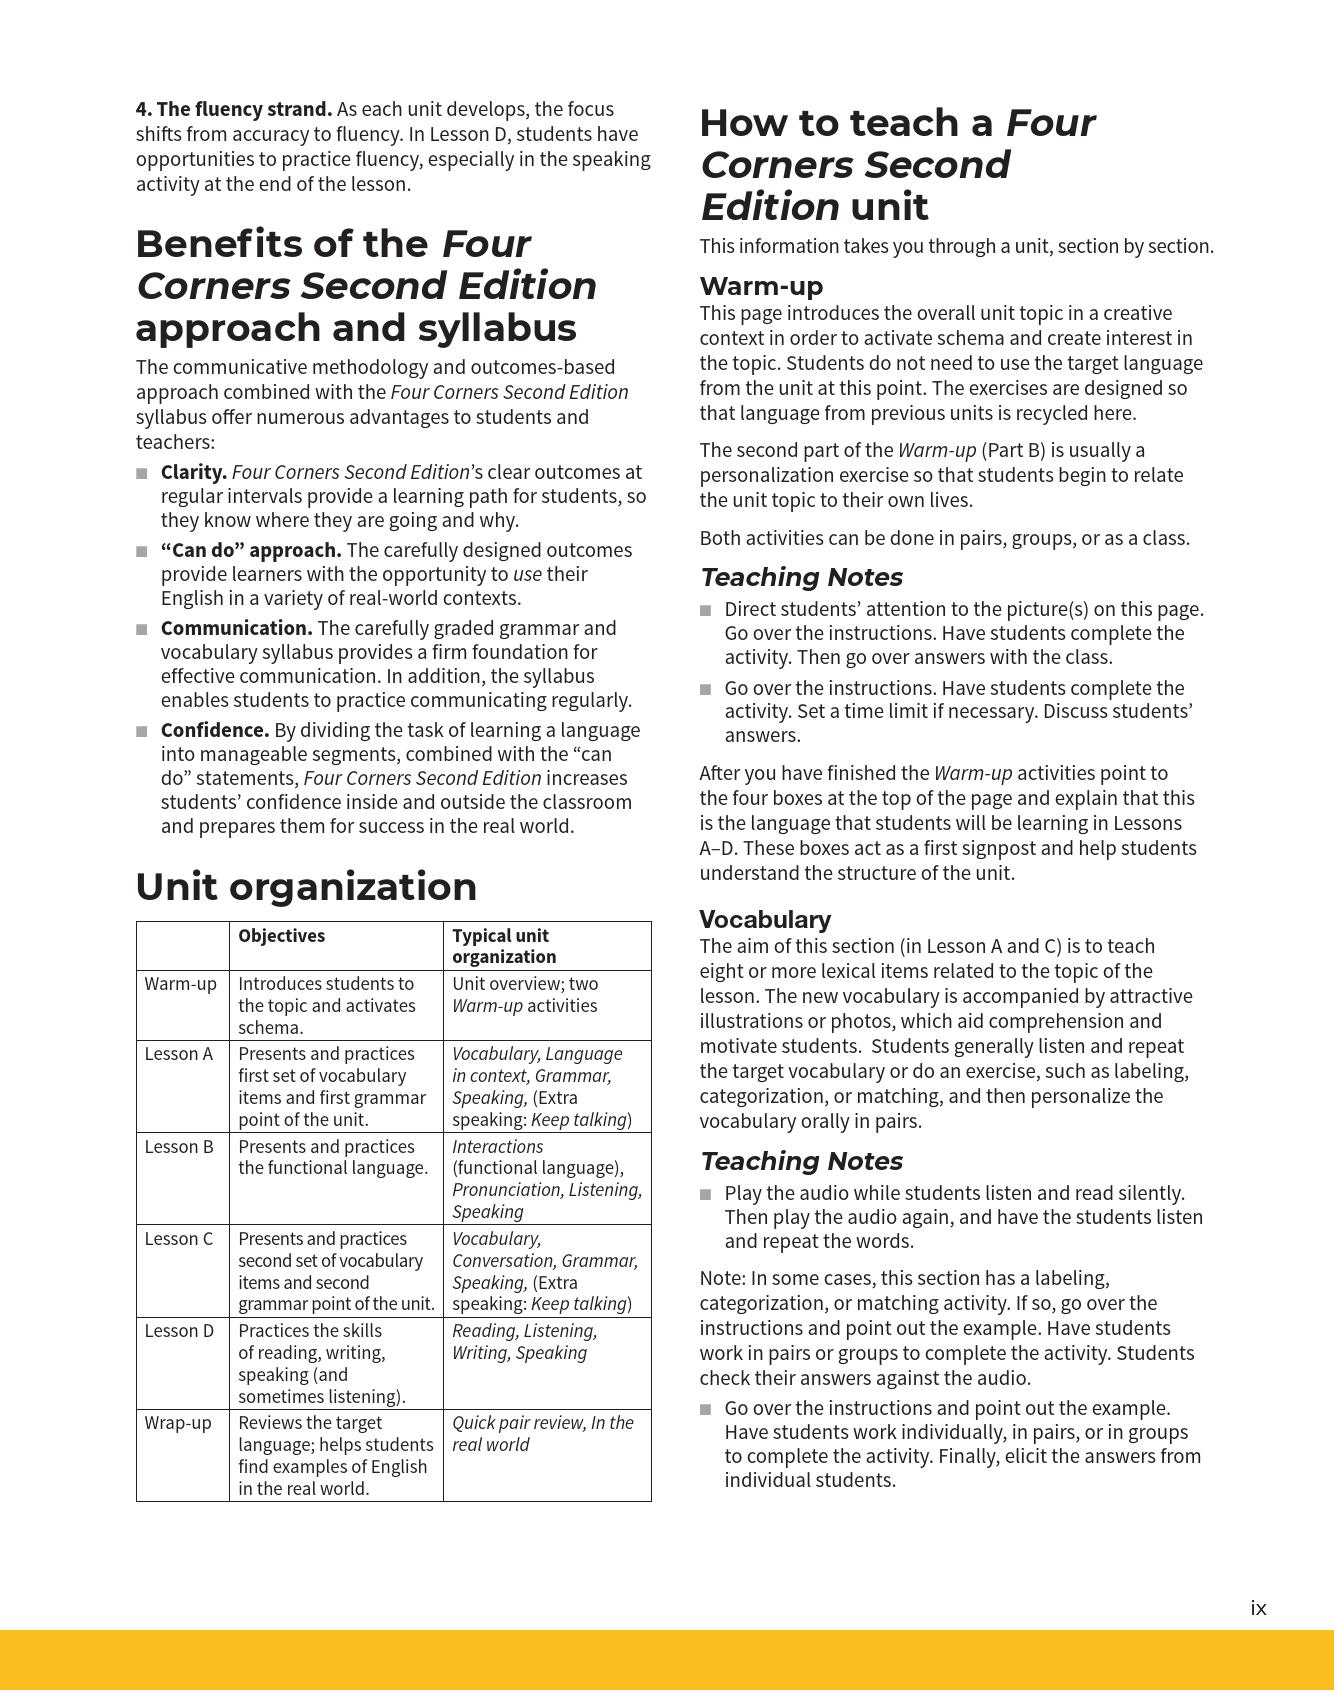 4. The fluency strand. As each unit develops, the focus
shifts from accuracy to fluency. In Lesson D, students have
opportunities to practice fluency, especially in the speaking
activity at the end of the lesson.
Benefits of the Four
Corners Second Edition
approach and syllabus
The communicative methodology and outcomes-based
approach combined with the Four Corners Second Edition
syllabus offer numerous advantages to students and
teachers:
■ Clarity. Four Corners Second Edition’s clear outcomes at
regular intervals provide a learning path for students, so
they know where they are going and why.
■ “Can do” approach. The carefully designed outcomes
provide learners with the opportunity to use their
English in a variety of real-world contexts.
■ Communication. The carefully graded grammar and
vocabulary syllabus provides a firm foundation for
effective communication. In addition, the syllabus
enables students to practice communicating regularly.
■ Confidence. By dividing the task of learning a language
into manageable segments, combined with the “can
do” statements, Four Corners Second Edition increases
students’ confidence inside and outside the classroom
and prepares them for success in the real world.
Unit organization
Objectives
Typical unit
organization
Warm-up
Introduces students to
the topic and activates
schema.
Unit overview; two
Warm-up activities
Lesson A
Presents and practices
first set of vocabulary
items and first grammar
point of the unit.
Vocabulary, Language
in context, Grammar,
Speaking, (Extra
speaking: Keep talking)
Lesson B
Presents and practices
the functional language.
Interactions
(functional language),
Pronunciation, Listening,
Speaking
Lesson C
Presents and practices
second set of vocabulary
items and second
grammar point of the unit.
Vocabulary,
Conversation, Grammar,
Speaking, (Extra
speaking: Keep talking)
Lesson D
Practices the skills
of reading, writing,
speaking (and
sometimes listening).
Reading, Listening,
Writing, Speaking
Wrap-up
Reviews the target
language; helps students
find examples of English
in the real world.
Quick pair review, In the
real world
How to teach a Four
Corners Second
Edition unit
This information takes you through a unit, section by section.
Warm-up
This page introduces the overall unit topic in a creative
context in order to activate schema and create interest in
the topic. Students do not need to use the target language
from the unit at this point. The exercises are designed so
that language from previous units is recycled here.
The second part of the Warm-up (Part B) is usually a
personalization exercise so that students begin to relate
the unit topic to their own lives.
Both activities can be done in pairs, groups, or as a class.
Teaching Notes
■ Direct students’ attention to the picture(s) on this page.
Go over the instructions. Have students complete the
activity. Then go over answers with the class.
■ Go over the instructions. Have students complete the
activity. Set a time limit if necessary. Discuss students’
answers.
After you have finished the Warm-up activities point to
the four boxes at the top of the page and explain that this
is the language that students will be learning in Lessons
A–D. These boxes act as a first signpost and help students
understand the structure of the unit.
Vocabulary
The aim of this section (in Lesson A and C) is to teach
eight or more lexical items related to the topic of the
lesson. The new vocabulary is accompanied by attractive
illustrations or photos, which aid comprehension and
motivate students. Students generally listen and repeat
the target vocabulary or do an exercise, such as labeling,
categorization, or matching, and then personalize the
vocabulary orally in pairs.
Teaching Notes
■ Play the audio while students listen and read silently.
Then play the audio again, and have the students listen
and repeat the words.
Note: In some cases, this section has a labeling,
categorization, or matching activity. If so, go over the
instructions and point out the example. Have students
work in pairs or groups to complete the activity. Students
check their answers against the audio.
■ Go over the instructions and point out the example.
Have students work individually, in pairs, or in groups
to complete the activity. Finally, elicit the answers from
individual students.
ix